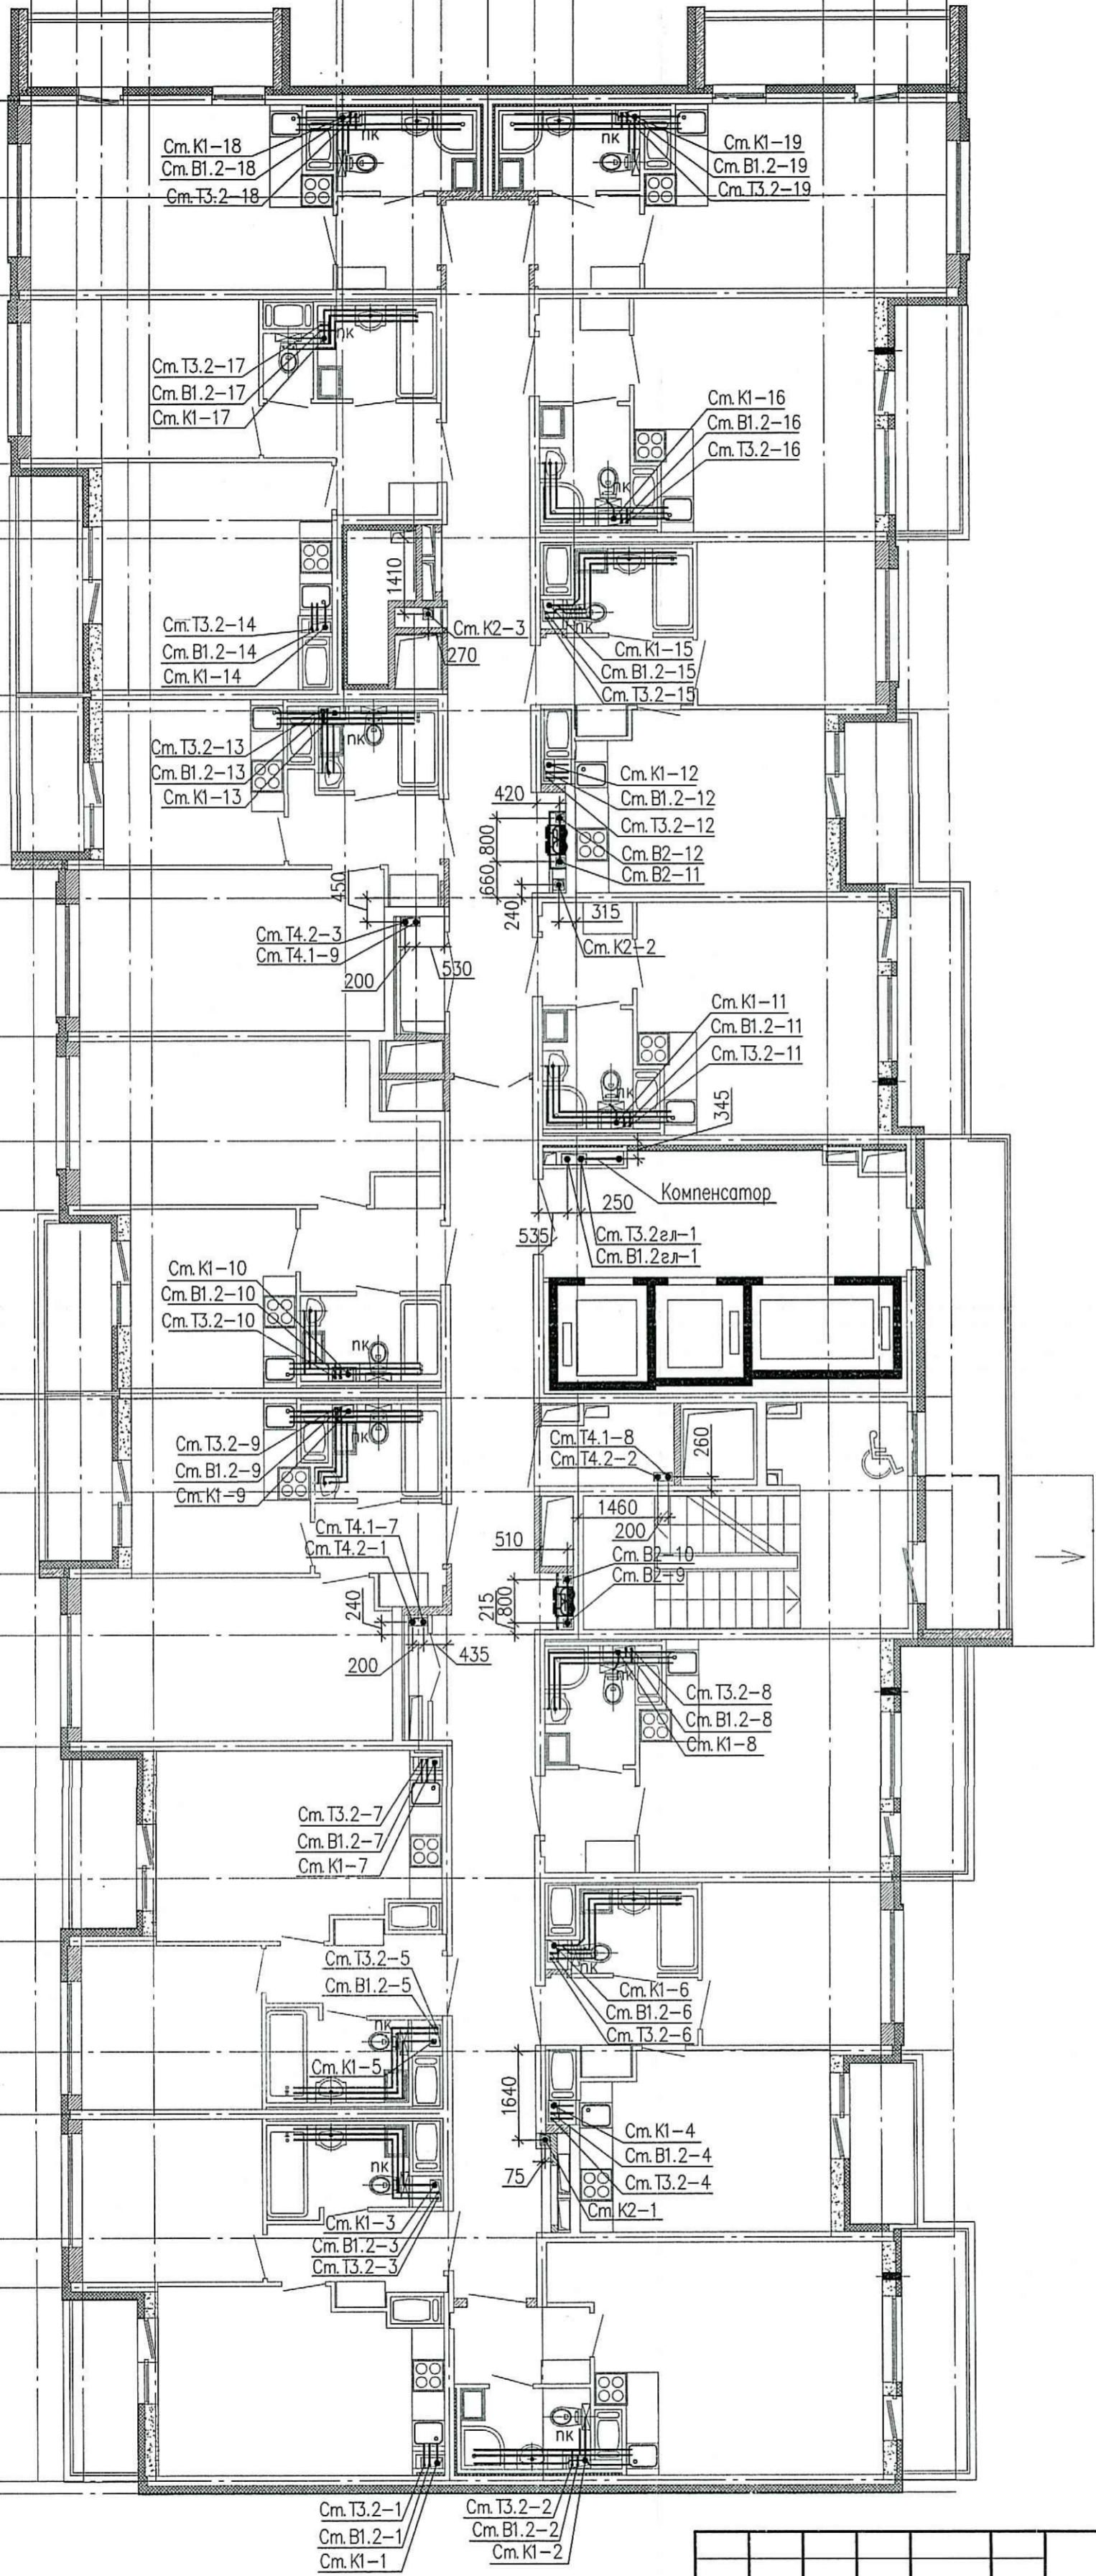 Ст. К1-18
Ст. В1.2-18
Ст. Т3.2-18
пк
пк
Ст. К1-19
Ст. В1.2-19
Ст. Т3.2-19
пк
Ст. Т3.2-17
Ст. В1.2-17
Ст. К1-17
Ст. К1-16
Ст. В1.2-16
Ст. Т3.2-16
пк
1410
Ст. К2-3
270
Ст. Т3.2-14
Ст. В1.2-14
Ст. К1-14
пк
Ст. К1-15
Ст. В1.2-15
Ст. Т3.2-15
Ст. Т3.2-13
Ст. В1.2-13
Ст. К1-13
пк
Ст. К1-12
Ст. В1.2-12
Ст. Т3.2-12
Ст. В2-12
Ст. В2-11
420
800
660
240
315
Ст. К2-2
450
Ст. Т4.2-3
Ст. Т4.1-9
200
530
Ст. К1-11
Ст. В1.2-11
Ст. Т3.2-11
пк
345
Компенсатор
250
535
Ст. Т3.2гл-1
Ст. В1.2гл-1
Ст. К1-10
Ст. В1.2-10
Ст. Т3.2-10
пк
пк
Ст. Т3.2-9
Ст. В1.2-9
Ст. К1-9
Ст. Т4.1-8
Ст. Т4.2-2
260
1460
200
510
Ст. В2-10
Ст. В2-9
215
800
Ст. Т4.1-7
Ст. Т4.2-1
240
200
435
пк
Ст. Т3.2-8
Ст. В1.2-8
Ст. К1-8
Ст. Т3.2-7
Ст. В1.2-7
Ст. К1-7
Ст. Т3.2-5
Ст. В1.2-5
пк
Ст. К1-5
пк
Ст. К1-6
Ст. В1.2-6
Ст. Т3.2-6
1640
Ст. К1-4
Ст. В1.2-4
Ст. Т3.2-4
Ст. К2-1
75
пк
Ст. К1-3
Ст. В1.2-3
Ст. Т3.2-3
пк
Ст. Т3.2-1
Ст. В1.2-1
Ст. К1-1
Ст. Т3.2-2
Ст. В1.2-2
Ст. К1-2